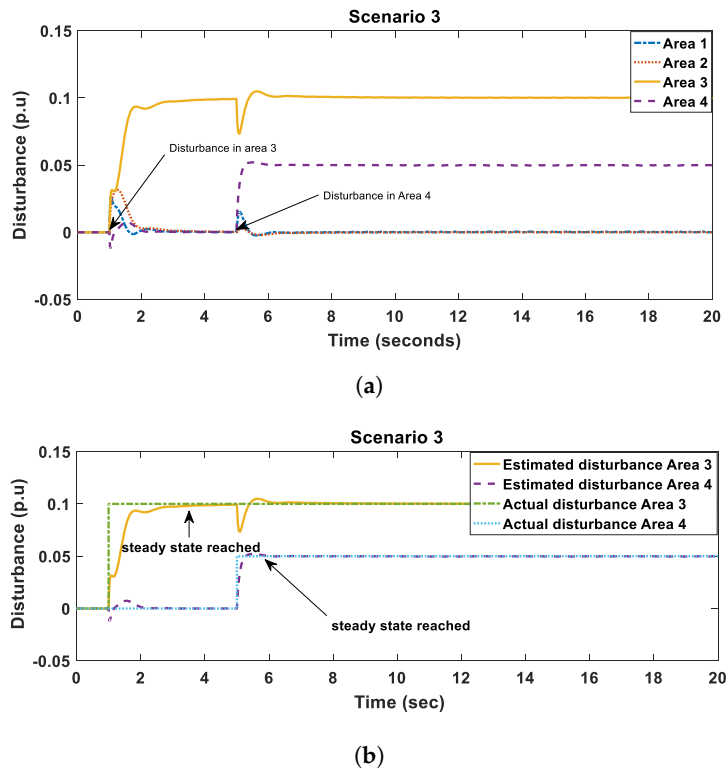 Scenario 3
0.15
0.1
0.05
0
-0.05
Disturbance (p.u)
Area 1
Area 2
Area 3
Area 4
Disturbance in area 3
Disturbance in Area 4
0 2 4 6 8 10 12 14 16 18 20
Time (seconds)
(a)
Scenario 3
0.15
0.1
0.05
0
-0.05
Disturbance (p.u)
Estimated disturbance Area 3
Estimated disturbance Area 4
Actual disturbance Area 3
Actual disturbance Area 4
steady state reached
steady state reached
0 2 4 6 8 10 12 14 16 18 20
Time (sec)
(b)